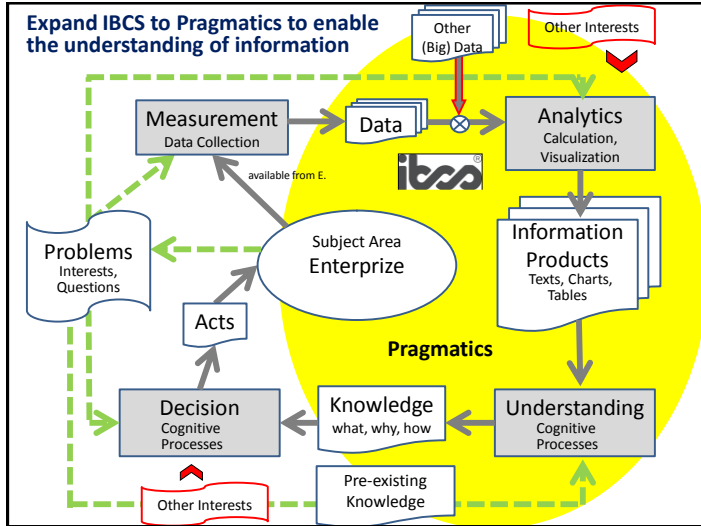 Expand IBCS to Pragmatics to enable
the understanding of information
Other
(Big) Data
Other Interests
Measurement
Data Collection
Data
Analytics
Calculation,
Visualization
ibcs®
available from E.
Problems
Interests,
Questions
Subject Area
Enterprize
Information
Products
Texts, Charts,
Tables
Acts
Pragmatics
Decision
Cognitive
Processes
Knowledge
what, why, how
Understanding
Cognitive
Processes
Other Interests
Pre-existing
Knowledge